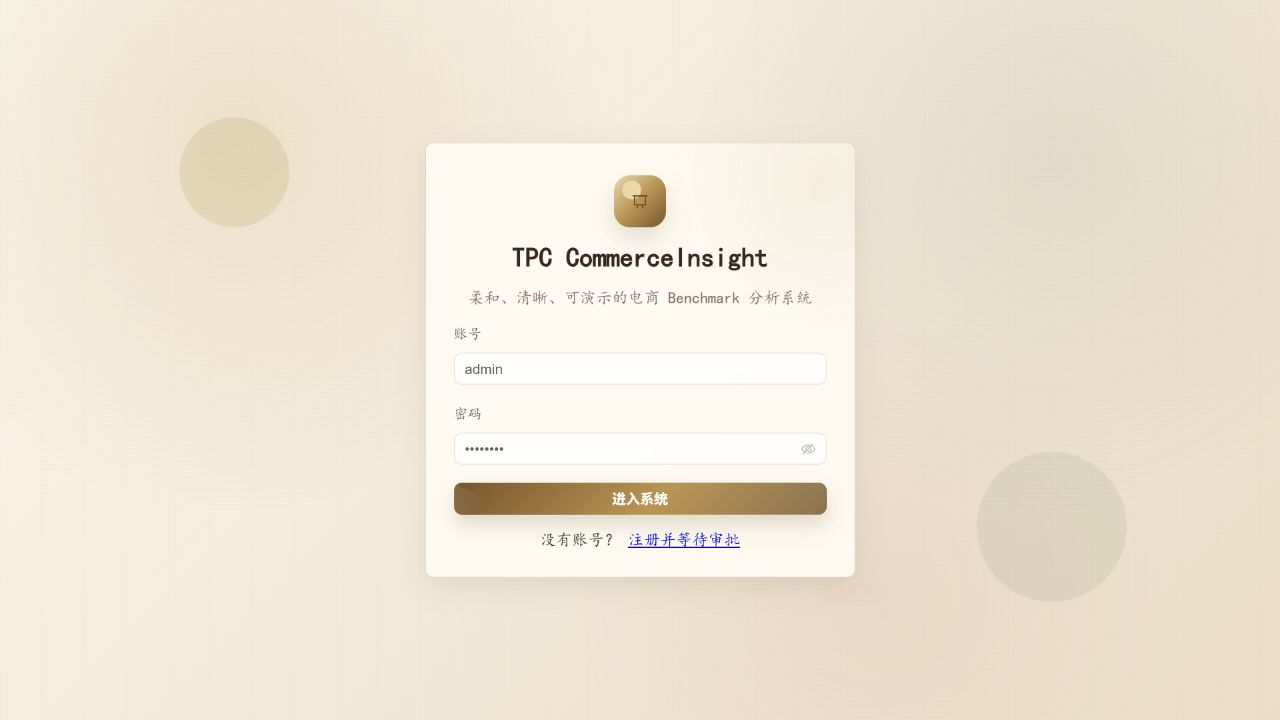 TPC CommerceInsight
柔和、清晰、可演示的电商 Benchmark 分析系统
账号
admin
密码
••••••••
进入系统
没有账号？ 注册并等待审批